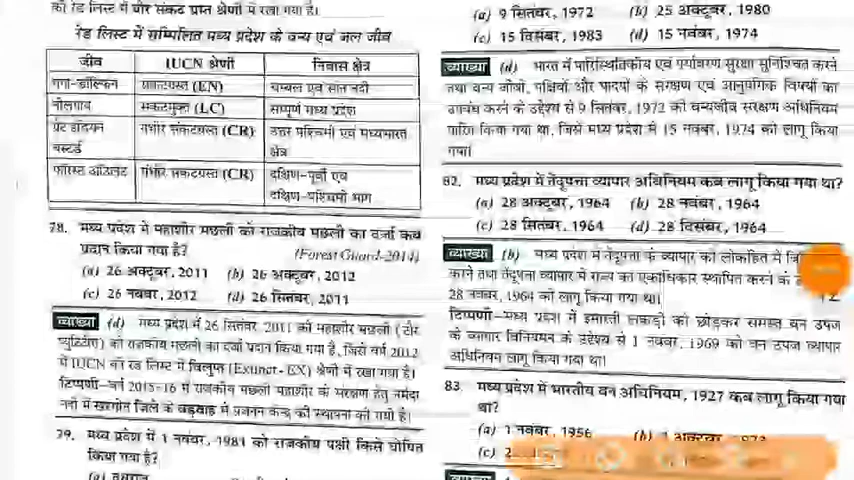 की रेड लिस्ट में घोर संकट प्राप्त श्रेणी में रखा गया है।
रेड लिस्ट में सम्मिलित मध्य प्रदेश के वन्य एवं जल जीव
जीव IUCN श्रेणी निवास क्षेत्र
गंगा-डॉल्फिन संकटग्रस्त (EN) चम्बल एवं सोन नदी
नीलगाय संकटमुक्त (LC) सम्पूर्ण मध्य प्रदेश
ग्रेट इंडियन बस्टर्ड गंभीर संकटग्रस्त (CR) उत्तर पश्चिमी एवं मध्यभारत क्षेत्र
फॉरेस्ट आउलेट गंभीर संकटग्रस्त (CR) दक्षिण-पूर्वी एवं दक्षिण-पश्चिमी भाग
78. मध्य प्रदेश में महाशीर मछली को राजकीय मछली का दर्जा कब
प्रदान किया गया है? (Forest Guard-2014)
(a) 26 अक्टूबर, 2011 (b) 26 अक्टूबर, 2012
(c) 26 नवंबर, 2012 (d) 26 सितंबर, 2011
व्याख्या (d) मध्य प्रदेश में 26 सितंबर 2011 को महाशीर मछली (टोर
को राजकीय मछली का दर्जा प्रदान किया गया है, जिसे वर्ष 2012
में IUCN की रेड लिस्ट में विलुप्त (Extinct- EX) श्रेणी में रखा गया है।
टिप्पणी-वर्ष 2015-16 में राजकीय मछली महाशीर के संरक्षण हेतु नर्मदा
नदी में खरगोन जिले के बड़वाह में प्रजनन केन्द्र की स्थापना की गयी है।
79. मध्य प्रदेश में 1 नवंबर, 1981 को राजकीय पक्षी किसे घोषित
किया गया है?
(a) 9 सितंबर, 1972 (b) 25 अक्टूबर, 1980
(c) 15 दिसंबर, 1983 (d) 15 नवंबर, 1974
व्याख्या (d) भारत में पारिस्थितिकीय एवं पर्यावरण सुरक्षा सुनिश्चित करने
तथा वन्य जीवों, पक्षियों और पादपों के संरक्षण एवं आनुषंगिक विषयों का
उपबंध करने के उद्देश्य से 9 सितंबर, 1972 को वन्यजीव संरक्षण अधिनियम
पारित किया गया था, जिसे मध्य प्रदेश में 15 नवंबर, 1974 को लागू किया
गया।
82. मध्य प्रदेश में तेंदूपत्ता व्यापार अधिनियम कब लागू किया गया था?
(a) 28 अक्टूबर, 1964 (b) 28 नवंबर, 1964
(c) 28 सितंबर, 1964 (d) 28 दिसंबर, 1964
व्याख्या (b) मध्य प्रदेश में तेंदूपत्ता के व्यापार को लोकहित में
करने तथा तेंदूपत्ता व्यापार में राज्य का एकाधिकार स्थापित करने के
28 नवंबर, 1964 को लागू किया गया था।
टिप्पणी-मध्य प्रदेश में इमारती लकड़ी को छोड़कर समस्त वन उपज
के व्यापार विनियमन के उद्देश्य से 1 नवंबर, 1969 को वन उपज व्यापार
अधिनियम लागू किया गया था।
83. मध्य प्रदेश में भारतीय वन अधिनियम, 1927 कब लागू किया गया
था?
(a) 1 नवंबर, 1956 (b) 1 अक्टूबर,
(c)